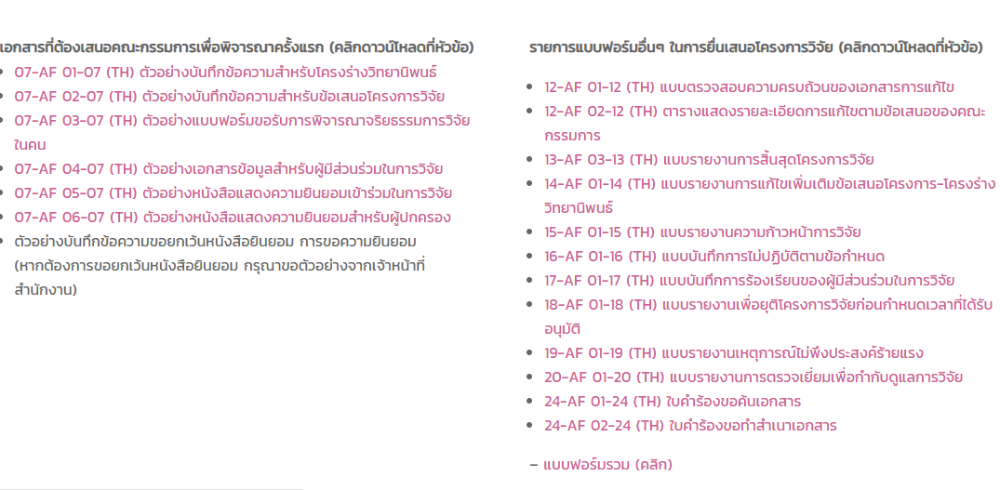 เอกสารที่ต้องเสนอคณะกรรมการเพื่อพิจารณาครั้งแรก (คลิกดาวน์โหลดที่หัวข้อ)
07-AF 01-07 (TH) ตัวอย่างบันทึกข้อความสำหรับโครงร่างวิทยานิพนธ์
07-AF 02-07 (TH) ตัวอย่างบันทึกข้อความสำหรับข้อเสนอโครงการวิจัย
07-AF 03-07 (TH) ตัวอย่างแบบฟอร์มขอรับการพิจารณาจริยธรรมการวิจัย
ในคน
07-AF 04-07 (TH) ตัวอย่างเอกสารข้อมูลสำหรับผู้มีส่วนร่วมในการวิจัย
07-AF 05-07 (TH) ตัวอย่างหนังสือแสดงความยินยอมเข้าร่วมในการวิจัย
07-AF 06-07 (TH) ตัวอย่างหนังสือแสดงความยินยอมสำหรับผู้ปกครอง
ตัวอย่างบันทึกข้อความขอยกเว้นหนังสือยินยอม การขอความยินยอม
(หากต้องการขอยกเว้นหนังสือยินยอม กรุณาขอตัวอย่างจากเจ้าหน้าที่
สำนักงาน)
รายการแบบฟอร์มอื่นๆ ในการยื่นเสนอโครงการวิจัย (คลิกดาวน์โหลดที่หัวข้อ)
12-AF 01-12 (TH) แบบตรวจสอบความครบถ้วนของเอกสารการแก้ไข
12-AF 02-12 (TH) ตารางแสดงรายละเอียดการแก้ไขตามข้อเสนอของคณะ
กรรมการ
13-AF 03-13 (TH) แบบรายงานการสิ้นสุดโครงการวิจัย
14-AF 01-14 (TH) แบบรายงานการแก้ไขเพิ่มเติมข้อเสนอโครงการ-โครงร่าง
วิทยานิพนธ์
15-AF 01-15 (TH) แบบรายงานความก้าวหน้าการวิจัย
16-AF 01-16 (TH) แบบบันทึกการไม่ปฏิบัติตามข้อกำหนด
17-AF 01-17 (TH) แบบบันทึกการร้องเรียนของผู้มีส่วนร่วมในการวิจัย
18-AF 01-18 (TH) แบบรายงานเพื่อยุติโครงการวิจัยก่อนกำหนดเวลาที่ได้รับ
อนุมัติ
19-AF 01-19 (TH) แบบรายงานเหตุการณ์ไม่พึงประสงค์ร้ายแรง
20-AF 01-20 (TH) แบบรายงานการตรวจเยี่ยมเพื่อกำกับดูแลการวิจัย
24-AF 01-24 (TH) ใบคำร้องขอค้นเอกสาร
24-AF 02-24 (TH) ใบคำร้องขอทำสำเนาเอกสาร
– แบบฟอร์มรวม (คลิก)